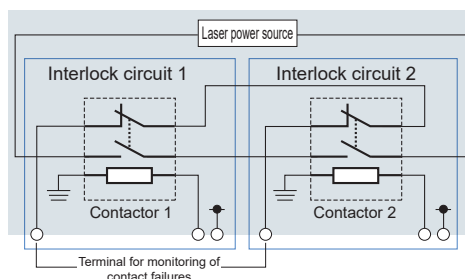 Laser power source
Interlock circuit 1
Interlock circuit 2
Contactor 1
Contactor 2
Terminal for monitoring of
contact failures